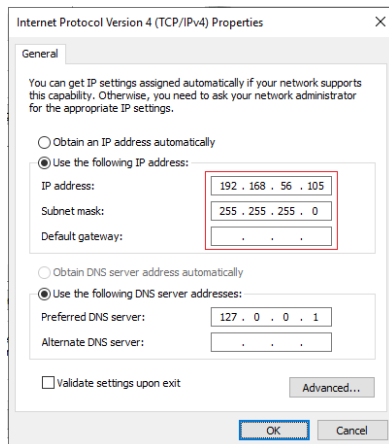 Internet Protocol Version 4 (TCP/IPv4) Properties
General
You can get IP settings assigned automatically if your network supports
this capability. Otherwise, you need to ask your network administrator
for the appropriate IP settings.
Obtain an IP address automatically
Use the following IP address:
IP address: 192 . 168 . 56 . 105
Subnet mask: 255 . 255 . 255 . 0
Default gateway: . . .
Obtain DNS server address automatically
Use the following DNS server addresses:
Preferred DNS server: 127 . 0 . 0 . 1
Alternate DNS server: . . .
Validate settings upon exit
Advanced...
OK Cancel